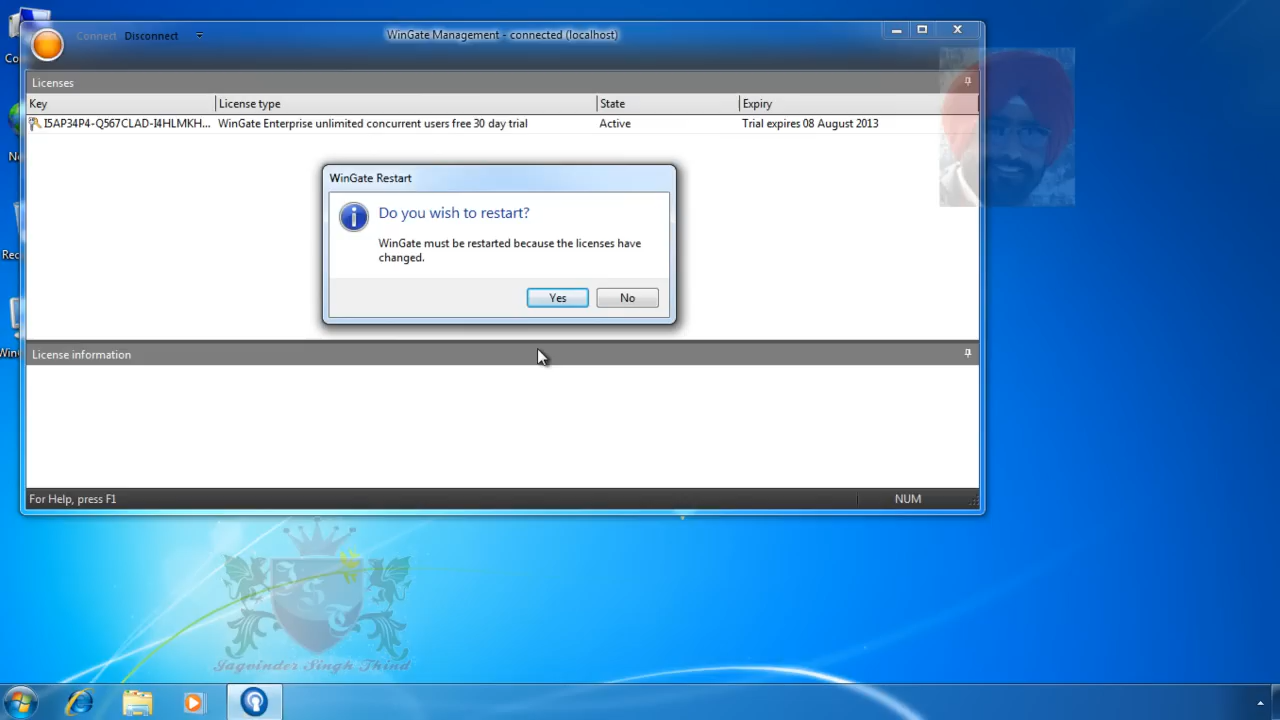 Connect Disconnect WinGate Management - connected (localhost)
Licenses
Key License type State Expiry
I5AP34P4-Q567CLAD-I4HLMKH... WinGate Enterprise unlimited concurrent users free 30 day trial Active Trial expires 08 August 2013
WinGate Restart
Do you wish to restart?
WinGate must be restarted because the licenses have
changed.
Yes No
License information
For Help, press F1 NUM
Jagvinder Singh Thind